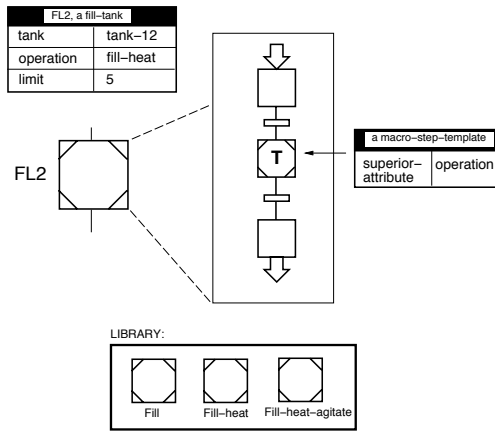 FL2, a fill-tank
tank tank-12
operation fill-heat
limit 5
FL2
T
a macro-step-template
superior-attribute operation
LIBRARY:
Fill Fill-heat Fill-heat-agitate